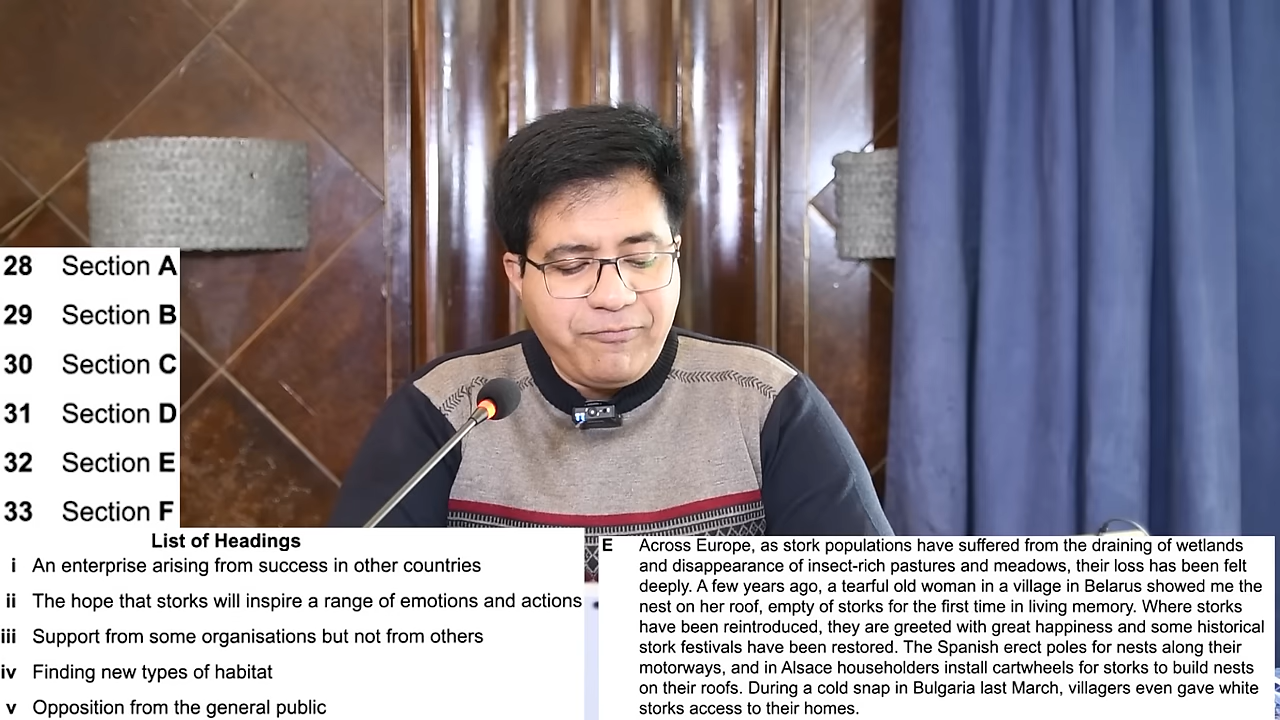 28 Section A
29 Section B
30 Section C
31 Section D
32 Section E
33 Section F
List of Headings
i An enterprise arising from success in other countries
ii The hope that storks will inspire a range of emotions and actions
iii Support from some organisations but not from others
iv Finding new types of habitat
v Opposition from the general public
E Across Europe, as stork populations have suffered from the draining of wetlands
and disappearance of insect-rich pastures and meadows, their loss has been felt
deeply. A few years ago, a tearful old woman in a village in Belarus showed me the
nest on her roof, empty of storks for the first time in living memory. Where storks
have been reintroduced, they are greeted with great happiness and some historical
stork festivals have been restored. The Spanish erect poles for nests along their
motorways, and in Alsace householders install cartwheels for storks to build nests
on their roofs. During a cold snap in Bulgaria last March, villagers even gave white
storks access to their homes.